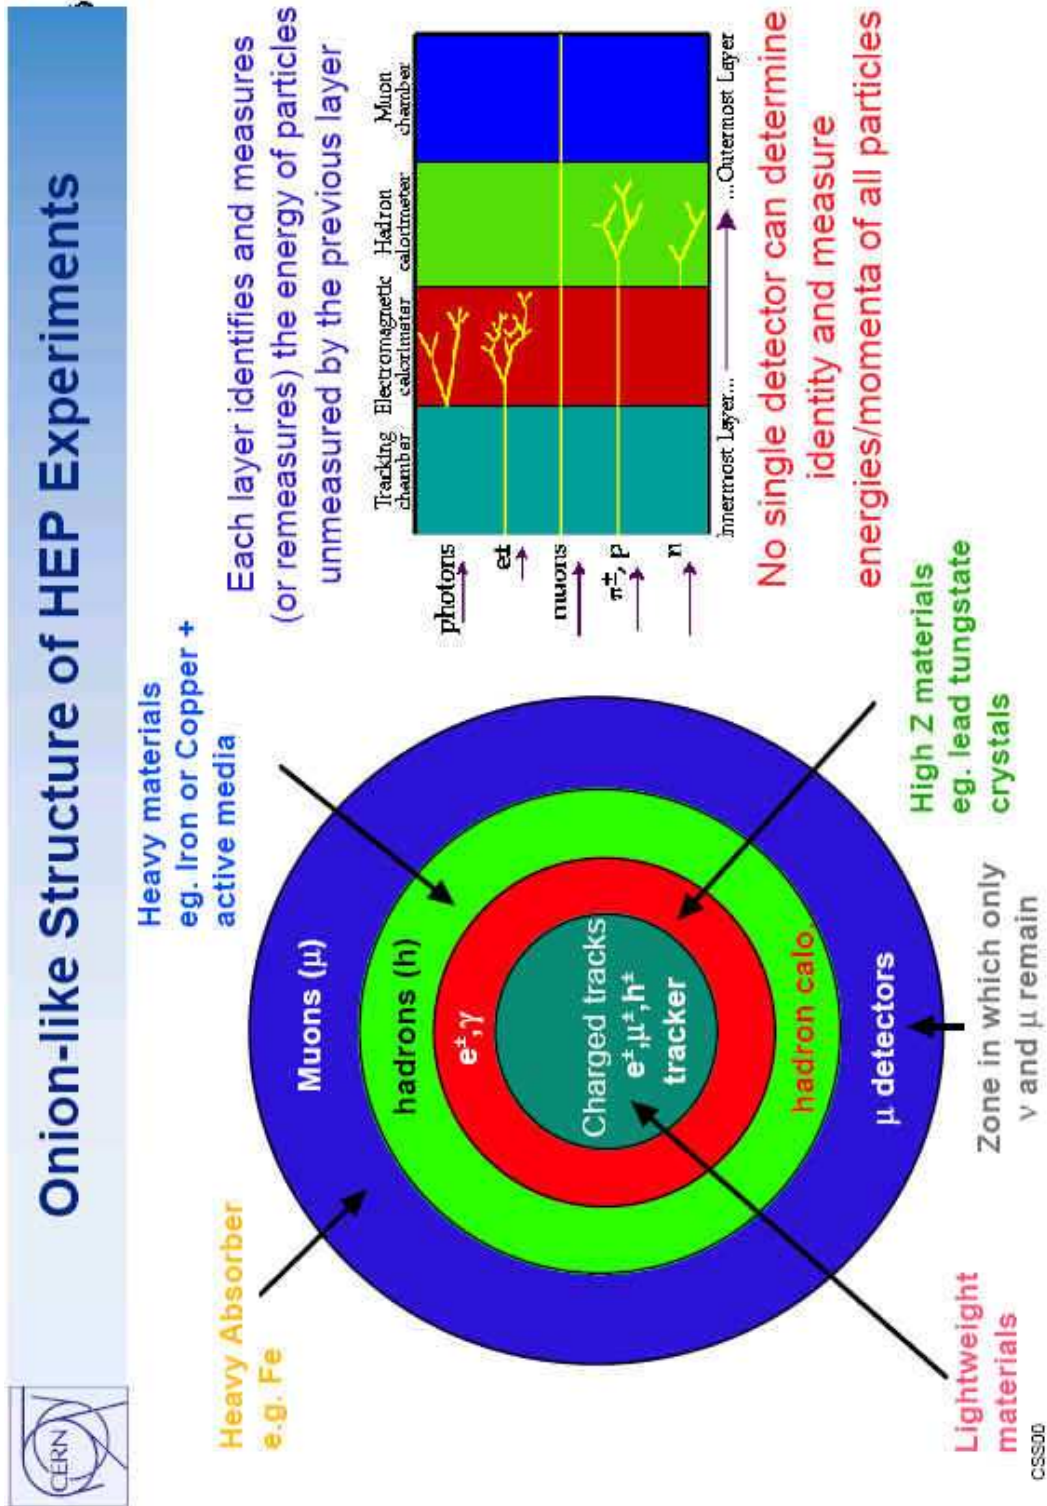 CERN
Onion-like Structure of HEP Experiments
Heavy Absorber
e.g. Fe
Heavy materials
eg. Iron or Copper +
active media
Muons (μ)
hadrons (h)
e±,γ
Charged tracks
e±,μ±,h±
tracker
hadron calo.
μ detectors
Lightweight
materials
Zone in which only
ν and μ remain
High Z materials
eg. lead tungstate
crystals
Each layer identifies and measures
(or remeasures) the energy of particles
unmeasured by the previous layer
Tracking
chamber
Electromagnetic
calorimeter
Hadron
calorimeter
Muon
chamber
photons
e±
muons
π±, p
n
Innermost Layer...
...Outermost Layer
No single detector can determine
identity and measure
energies/momenta of all particles
CSS00